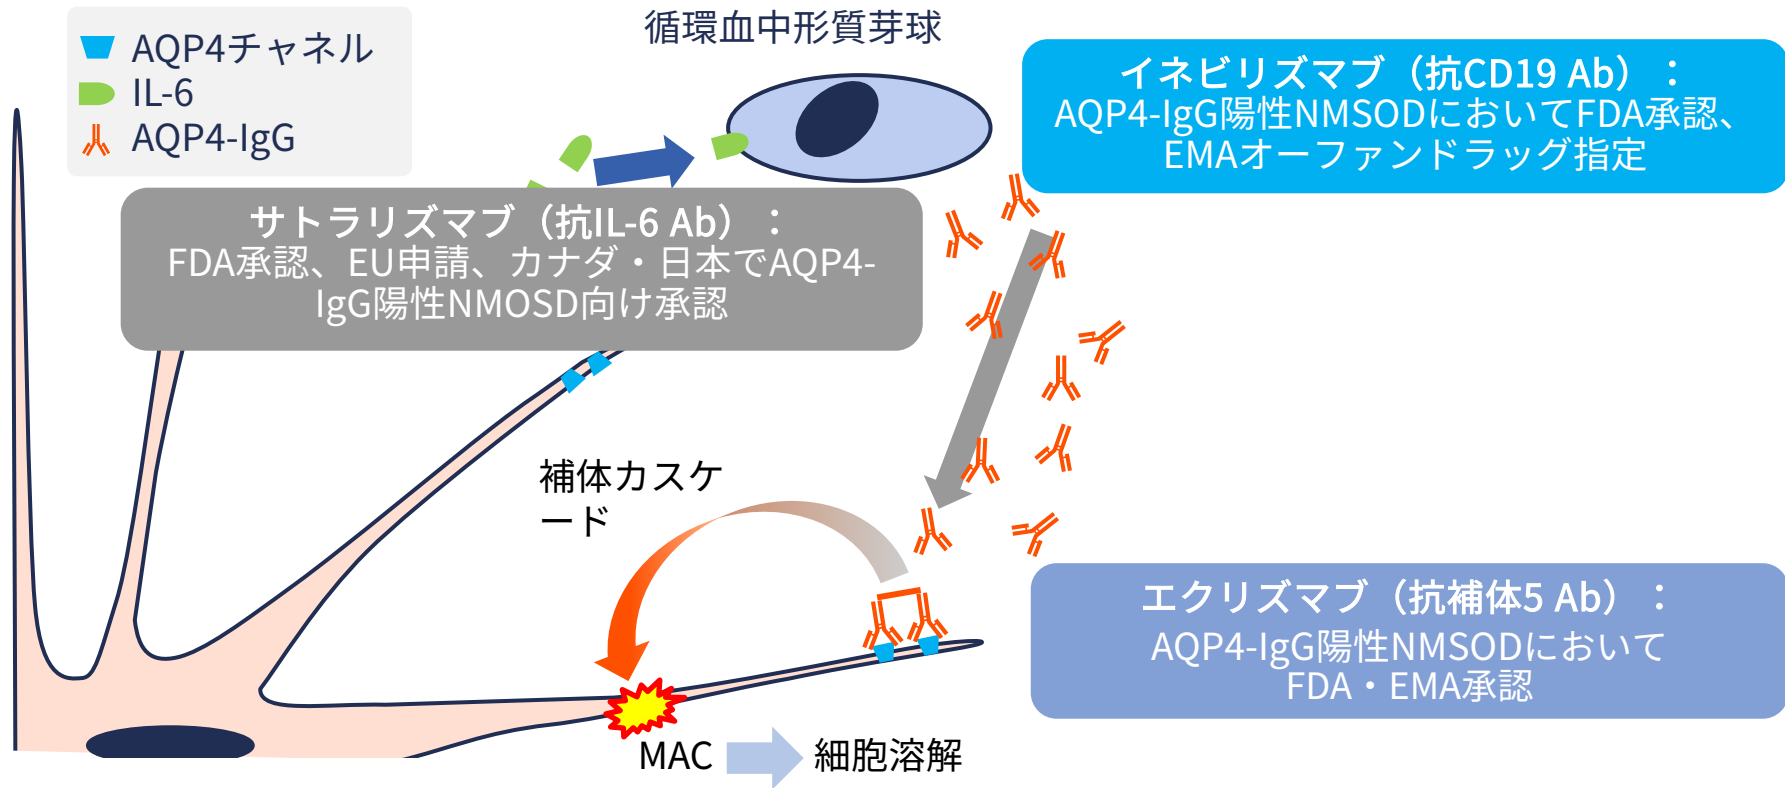 AQP4チャネル
IL-6
AQP4-IgG
循環血中形質芽球
イネビリズマブ（抗CD19 Ab）：
AQP4-IgG陽性NMSODにおいてFDA承認、
EMAオーファンドラッグ指定
サトラリズマブ（抗IL-6 Ab）：
FDA承認、EU申請、カナダ・日本でAQP4-
IgG陽性NMOSD向け承認
補体カスケ
ード
エクリズマブ（抗補体5 Ab）：
AQP4-IgG陽性NMSODにおいて
FDA・EMA承認
MAC
細胞溶解